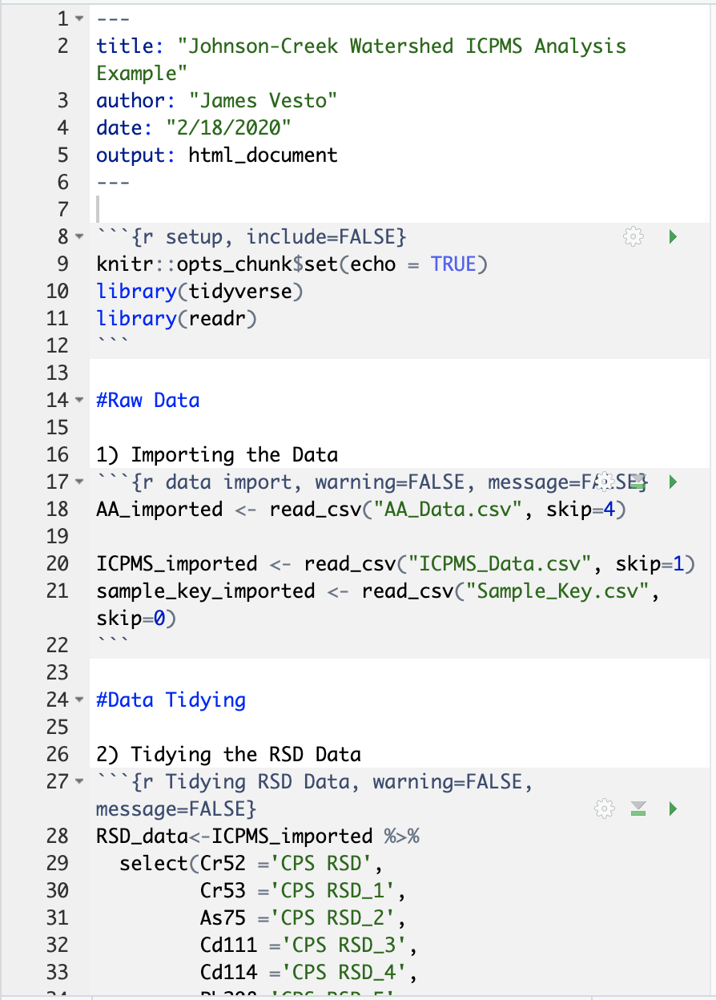 1 ---
2 title: "Johnson-Creek Watershed ICPMS Analysis
Example"
3 author: "James Vesto"
4 date: "2/18/2020"
5 output: html_document
6 ---
7
8 ```{r setup, include=FALSE}
9 knitr::opts_chunk$set(echo = TRUE)
10 library(tidyverse)
11 library(readr)
12 ```
13
14 #Raw Data
15
16 1) Importing the Data
17 ```{r data import, warning=FALSE, message=FALSE}
18 AA_imported <- read_csv("AA_Data.csv", skip=4)
19
20 ICPMS_imported <- read_csv("ICPMS_Data.csv", skip=1)
21 sample_key_imported <- read_csv("Sample_Key.csv",
skip=0)
22 ```
23
24 #Data Tidying
25
26 2) Tidying the RSD Data
27 ```{r Tidying RSD Data, warning=FALSE,
message=FALSE}
28 RSD_data<-ICPMS_imported %>%
29   select(Cr52 ='CPS RSD',
30          Cr53 ='CPS RSD_1',
31          As75 ='CPS RSD_2',
32          Cd111 ='CPS RSD_3',
33          Cd114 ='CPS RSD_4',